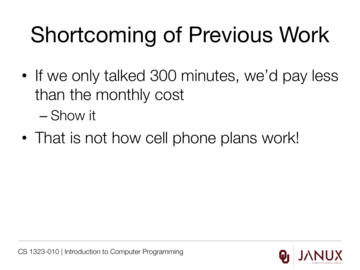 Shortcoming of Previous Work
• If we only talked 300 minutes, we'd pay less
than the monthly cost
– Show it
• That is not how cell phone plans work!
CS 1323-010 | Introduction to Computer Programming
JANUX